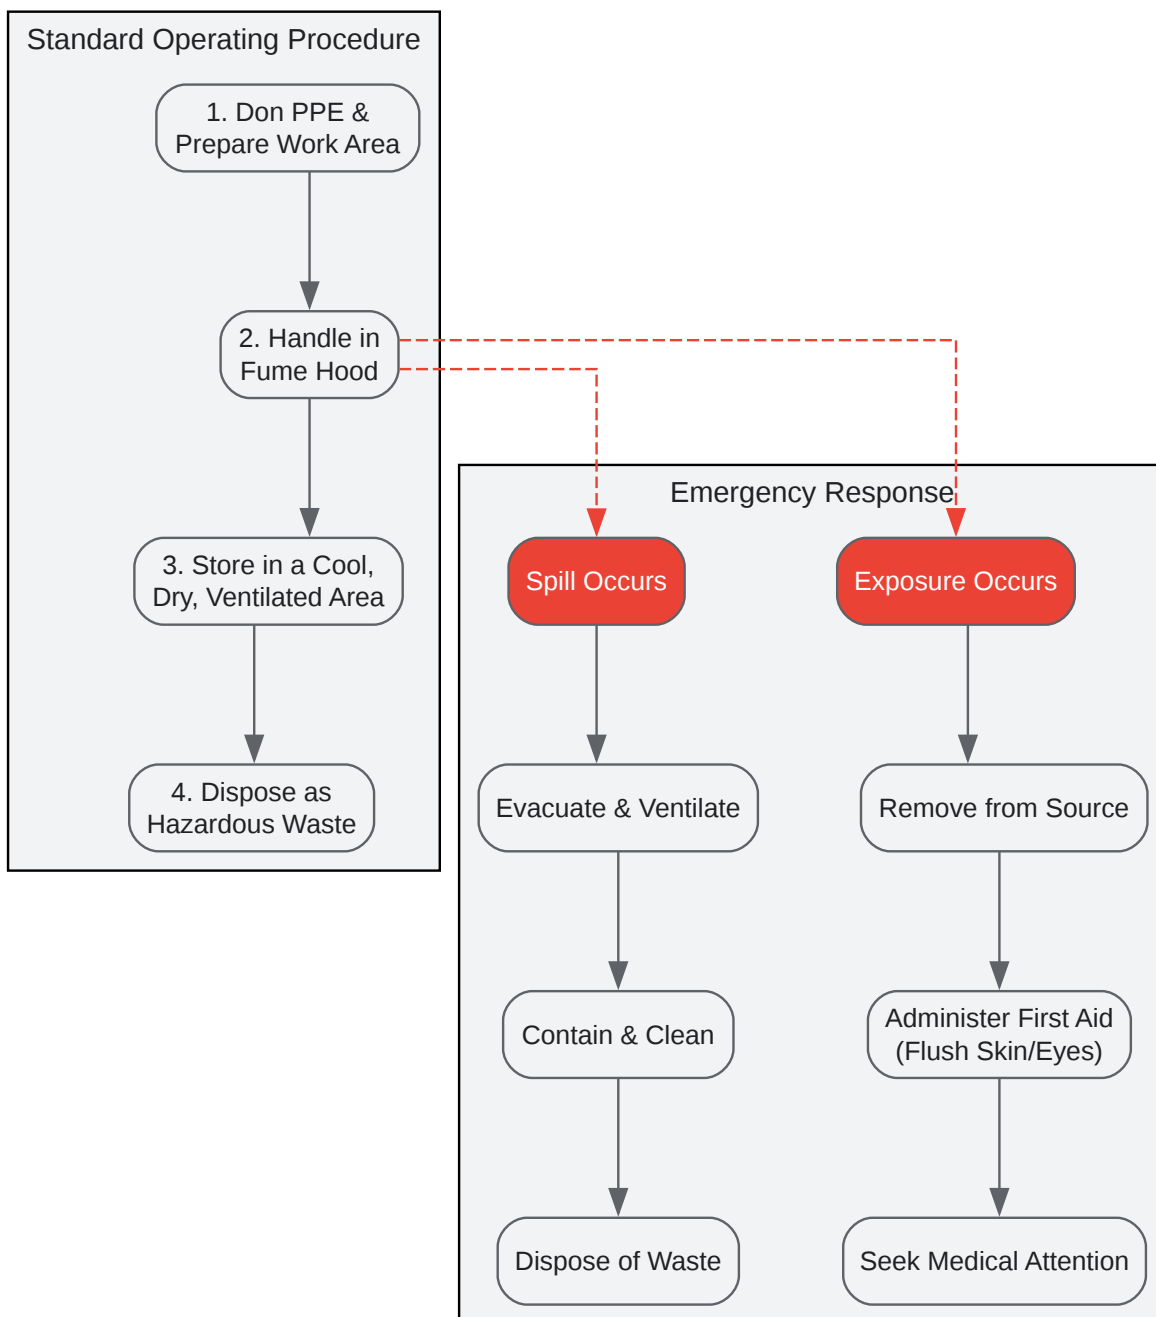 Standard Operating Procedure
1. Don PPE &
Prepare Work Area
2. Handle in
Fume Hood
3. Store in a Cool,
Dry, Ventilated Area
4. Dispose as
Hazardous Waste
Emergency Response
Spill Occurs
Evacuate & Ventilate
Contain & Clean
Dispose of Waste
Exposure Occurs
Remove from Source
Administer First Aid
(Flush Skin/Eyes)
Seek Medical Attention